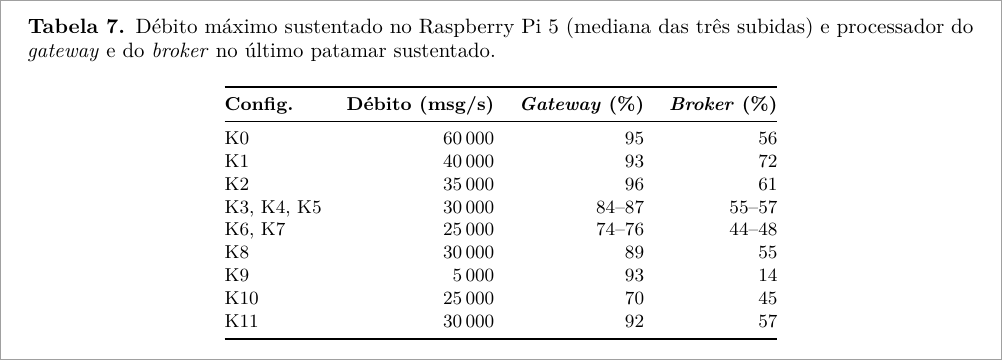 Tabela 7. Débito máximo sustentado no Raspberry Pi 5 (mediana das três subidas) e processador do
gateway e do broker no último patamar sustentado.
Config. Débito (msg/s) Gateway (%) Broker (%)
K0 60 000 95 56
K1 40 000 93 72
K2 35 000 96 61
K3, K4, K5 30 000 84–87 55–57
K6, K7 25 000 74–76 44–48
K8 30 000 89 55
K9 5 000 93 14
K10 25 000 70 45
K11 30 000 92 57